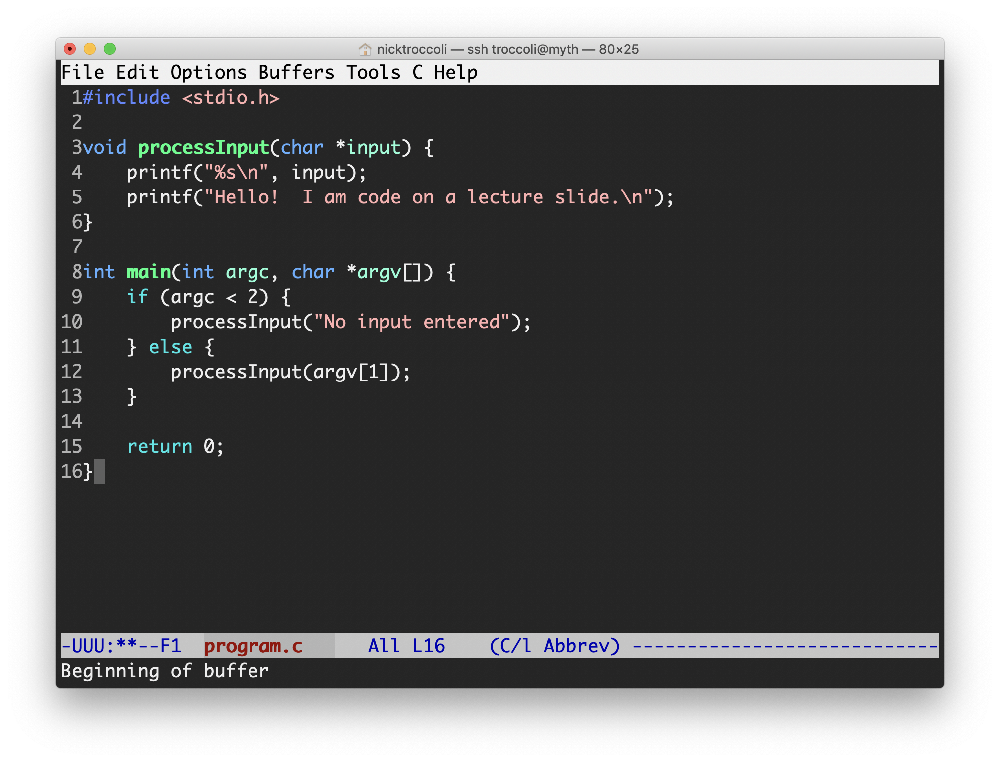 nicktroccoli — ssh troccoli@myth — 80×25
File Edit Options Buffers Tools C Help
 1#include <stdio.h>
 2
 3void processInput(char *input) {
 4    printf("%s\n", input);
 5    printf("Hello!  I am code on a lecture slide.\n");
 6}
 7
 8int main(int argc, char *argv[]) {
 9    if (argc < 2) {
10        processInput("No input entered");
11    } else {
12        processInput(argv[1]);
13    }
14
15    return 0;
16}
-UUU:**--F1  program.c      All L16    (C/l Abbrev) ----------------------------
Beginning of buffer